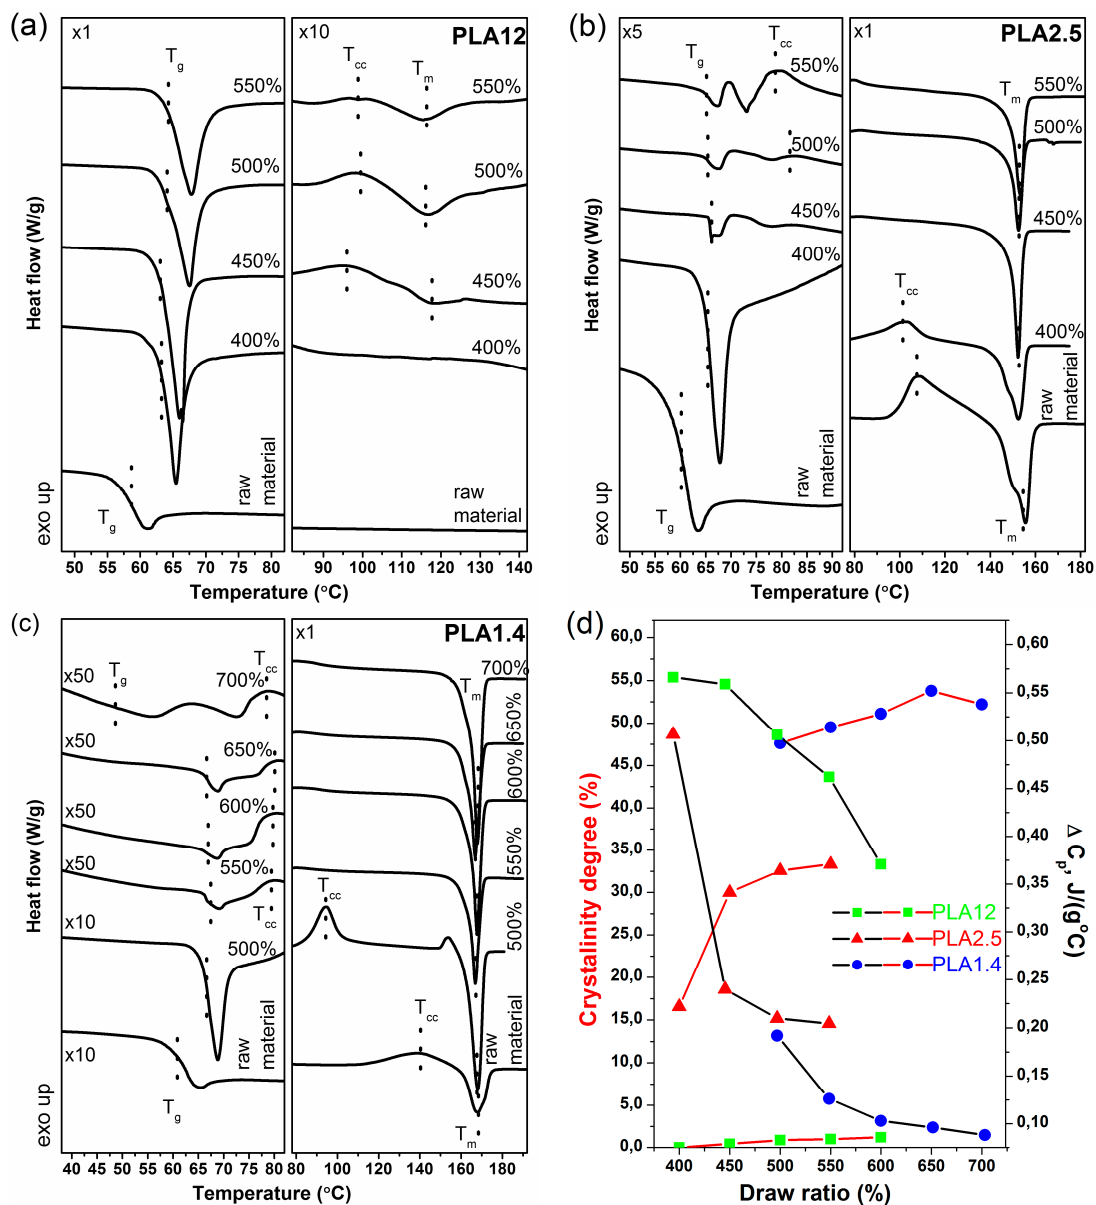 (a)
x1
Tg
550%
500%
450%
400%
raw
material
Tg
exo up
Heat flow (W/g)
48 55 60 65 70 75 80
x10
PLA12
Tcc
Tm
550%
500%
450%
400%
raw
material
80 90 100 110 120 130 140
Temperature (°C)
(b)
x5
Tg
Tcc
550%
500%
450%
400%
raw
material
Tg
exo up
Heat flow (W/g)
48 55 60 65 70 75 80 85 90
x1
PLA2.5
Tm
550%
500%
450%
Tcc
400%
raw
material
Tm
80 100 120 140 160 180
Temperature (°C)
(c)
x50
Tg
Tcc
700%
x50
650%
x50
600%
x50
550%
Tcc
x10
500%
x10
raw
material
Tg
exo up
Heat flow (W/g)
40 45 50 55 60 65 70 75 80
x1
PLA1.4
700%
Tm
650%
600%
550%
Tcc
500%
Tcc
raw
material
Tm
80 100 120 140 160 180
Temperature (°C)
(d)
60,0
55,0
50,0
45,0
40,0
35,0
30,0
25,0
20,0
15,0
10,0
5,0
0,0
Crystalinity degree (%)
PLA12
PLA2.5
PLA1.4
0,60
0,55
0,50
0,45
0,40
0,35
0,30
0,25
0,20
0,15
0,10
Δ Cp, J/(g°C)
400 450 500 550 600 650 700
Draw ratio (%)